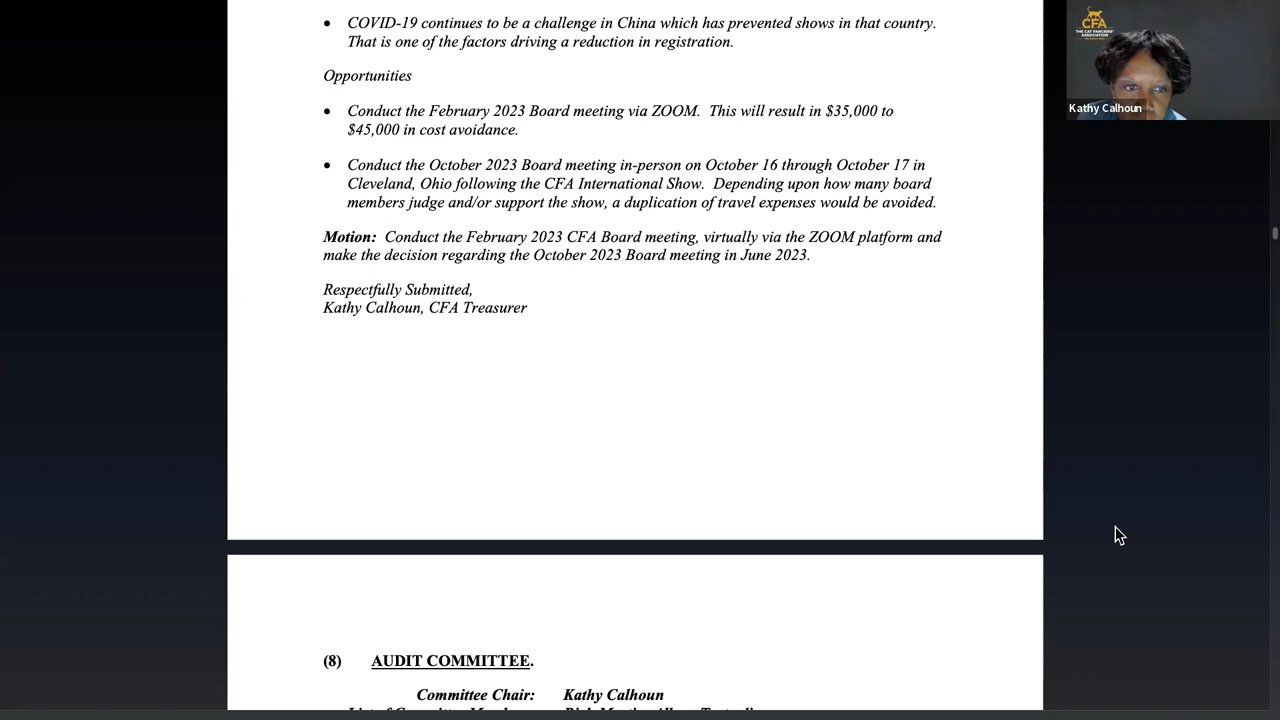 COVID-19 continues to be a challenge in China which has prevented shows in that country.
That is one of the factors driving a reduction in registration.
Opportunities
Conduct the February 2023 Board meeting via ZOOM. This will result in $35,000 to
$45,000 in cost avoidance.
Conduct the October 2023 Board meeting in-person on October 16 through October 17 in
Cleveland, Ohio following the CFA International Show. Depending upon how many board
members judge and/or support the show, a duplication of travel expenses would be avoided.
Motion: Conduct the February 2023 CFA Board meeting, virtually via the ZOOM platform and
make the decision regarding the October 2023 Board meeting in June 2023.
Respectfully Submitted,
Kathy Calhoun, CFA Treasurer
(8) AUDIT COMMITTEE.
Committee Chair: Kathy Calhoun
CFA
THE CAT FANCIERS'
ASSOCIATION
Kathy Calhoun